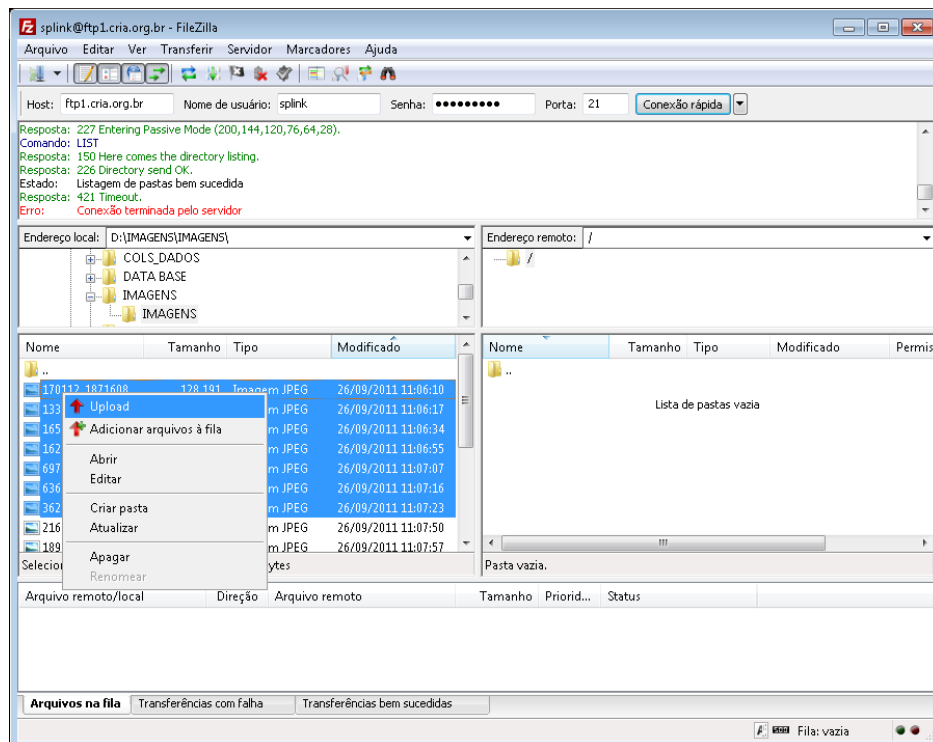 splink@ftp1.cria.org.br - FileZilla
Arquivo Editar Ver Transferir Servidor Marcadores Ajuda
Host: ftp1.cria.org.br Nome de usuário: splink Senha: ●●●●●●●●● Porta: 21 Conexão rápida
Resposta: 227 Entering Passive Mode (200,144,120,76,64,28).
Comando: LIST
Resposta: 150 Here comes the directory listing.
Resposta: 226 Directory send OK.
Estado: Listagem de pastas bem sucedida
Resposta: 421 Timeout.
Erro: Conexão terminada pelo servidor
Endereço local: D:\IMAGENS\IMAGENS\ Endereço remoto: /
COLS_DADOS /
DATA BASE
IMAGENS
IMAGENS
Nome Tamanho Tipo Modificado Nome Tamanho Tipo Modificado Permis
.. ..
170112_1871608 128.191 Imagem JPEG 26/09/2011 11:06:10
133 m JPEG 26/09/2011 11:06:17
165 m JPEG 26/09/2011 11:06:34
162 m JPEG 26/09/2011 11:06:55
697 m JPEG 26/09/2011 11:07:07
636 m JPEG 26/09/2011 11:07:16
362 m JPEG 26/09/2011 11:07:23
216 m JPEG 26/09/2011 11:07:50
189 m JPEG 26/09/2011 11:07:57
Upload
Adicionar arquivos à fila
Abrir
Editar
Criar pasta
Atualizar
Apagar
Renomear
Lista de pastas vazia
Selecio ytes Pasta vazia.
Arquivo remoto/local Direção Arquivo remoto Tamanho Priorid... Status
Arquivos na fila Transferências com falha Transferências bem sucedidas
Fila: vazia